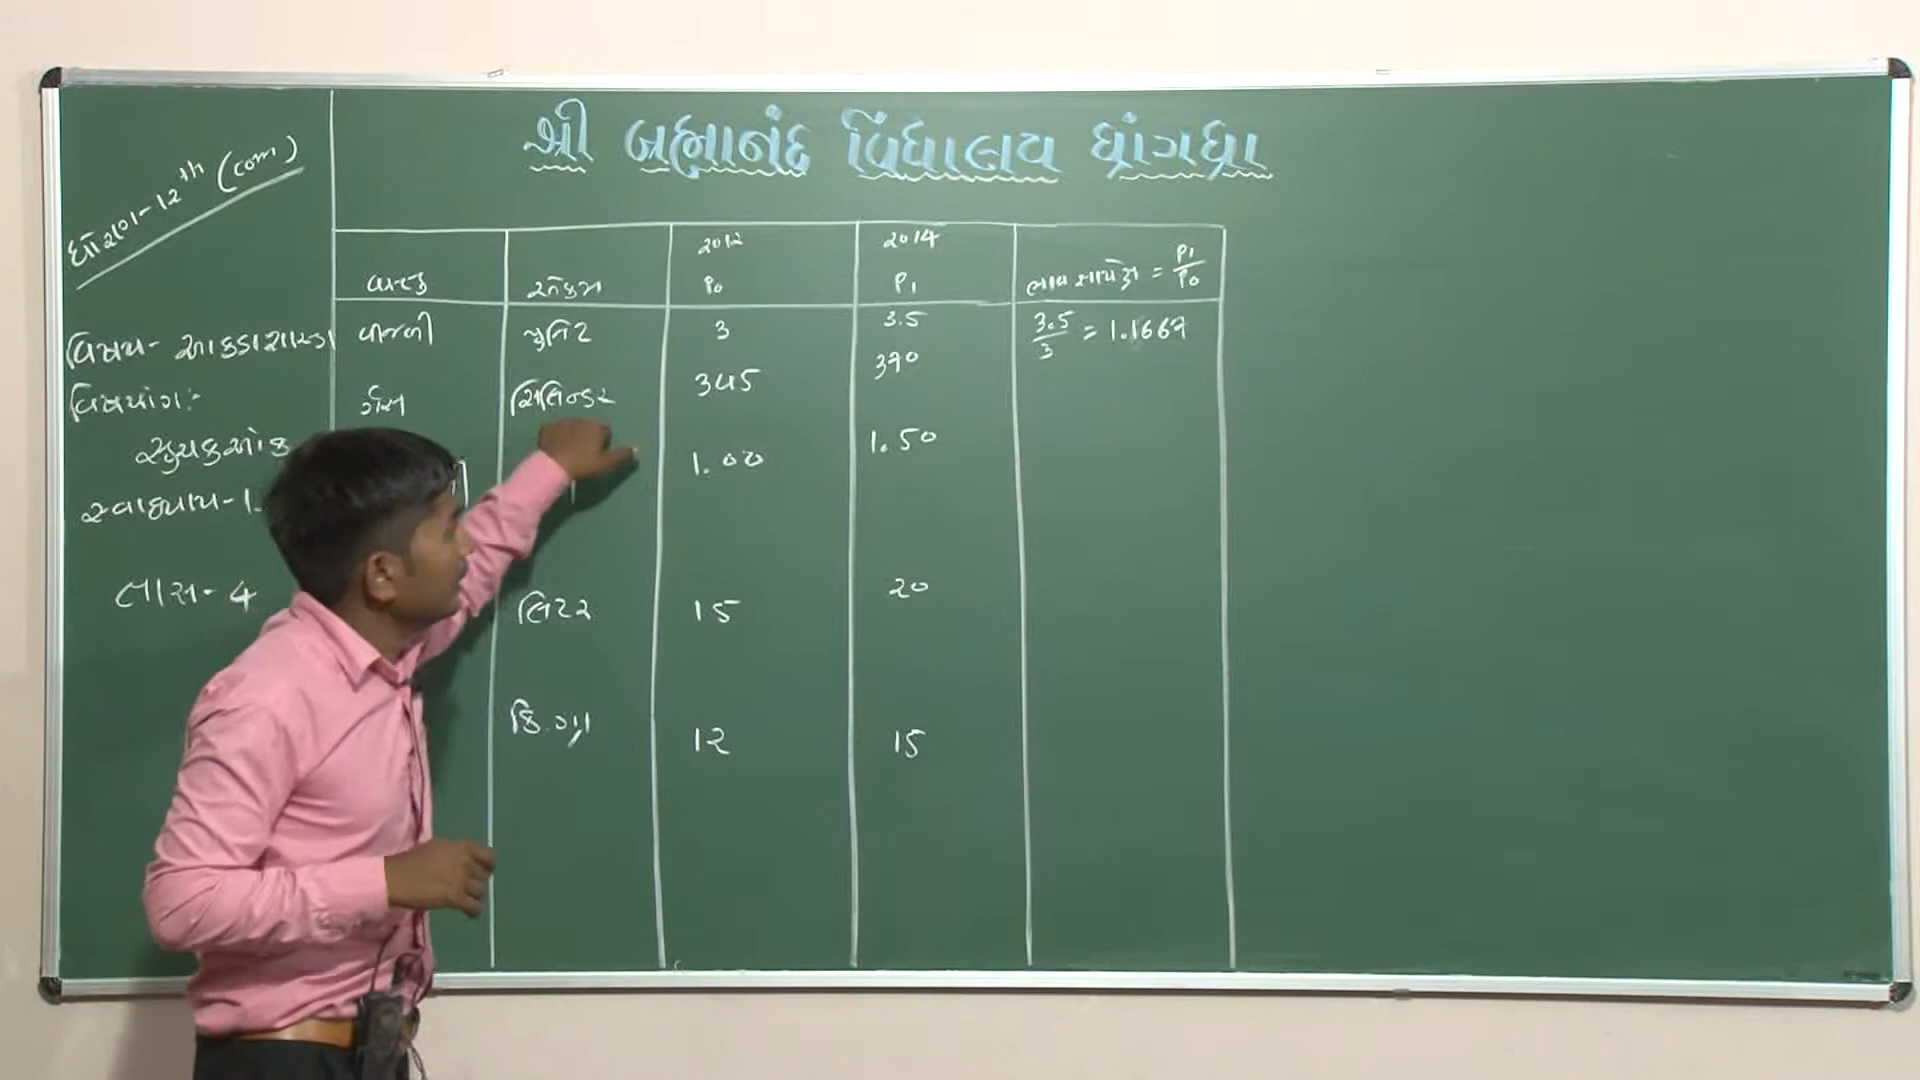 શ્રી બ્રહ્માનંદ વિદ્યાલય ધ્રાંગધ્રા
ધોરણ-12th (com)
વિષય- આંકડાશાસ્ત્ર
વિષયાંગ:-
સૂચકઆંક
સ્વાધ્યાય-1.
તાસ-4
વસ્તુ એકમ 2012 P0 2014 P1 ભાવ સાપેક્ષ = P1/P0
વીજળી યુનિટ 3 3.5 3.5/3 = 1.1667
ગેસ સિલિન્ડર 345 370
1.00 1.50
લિટર 15 20
કિ.ગ્રા 12 15